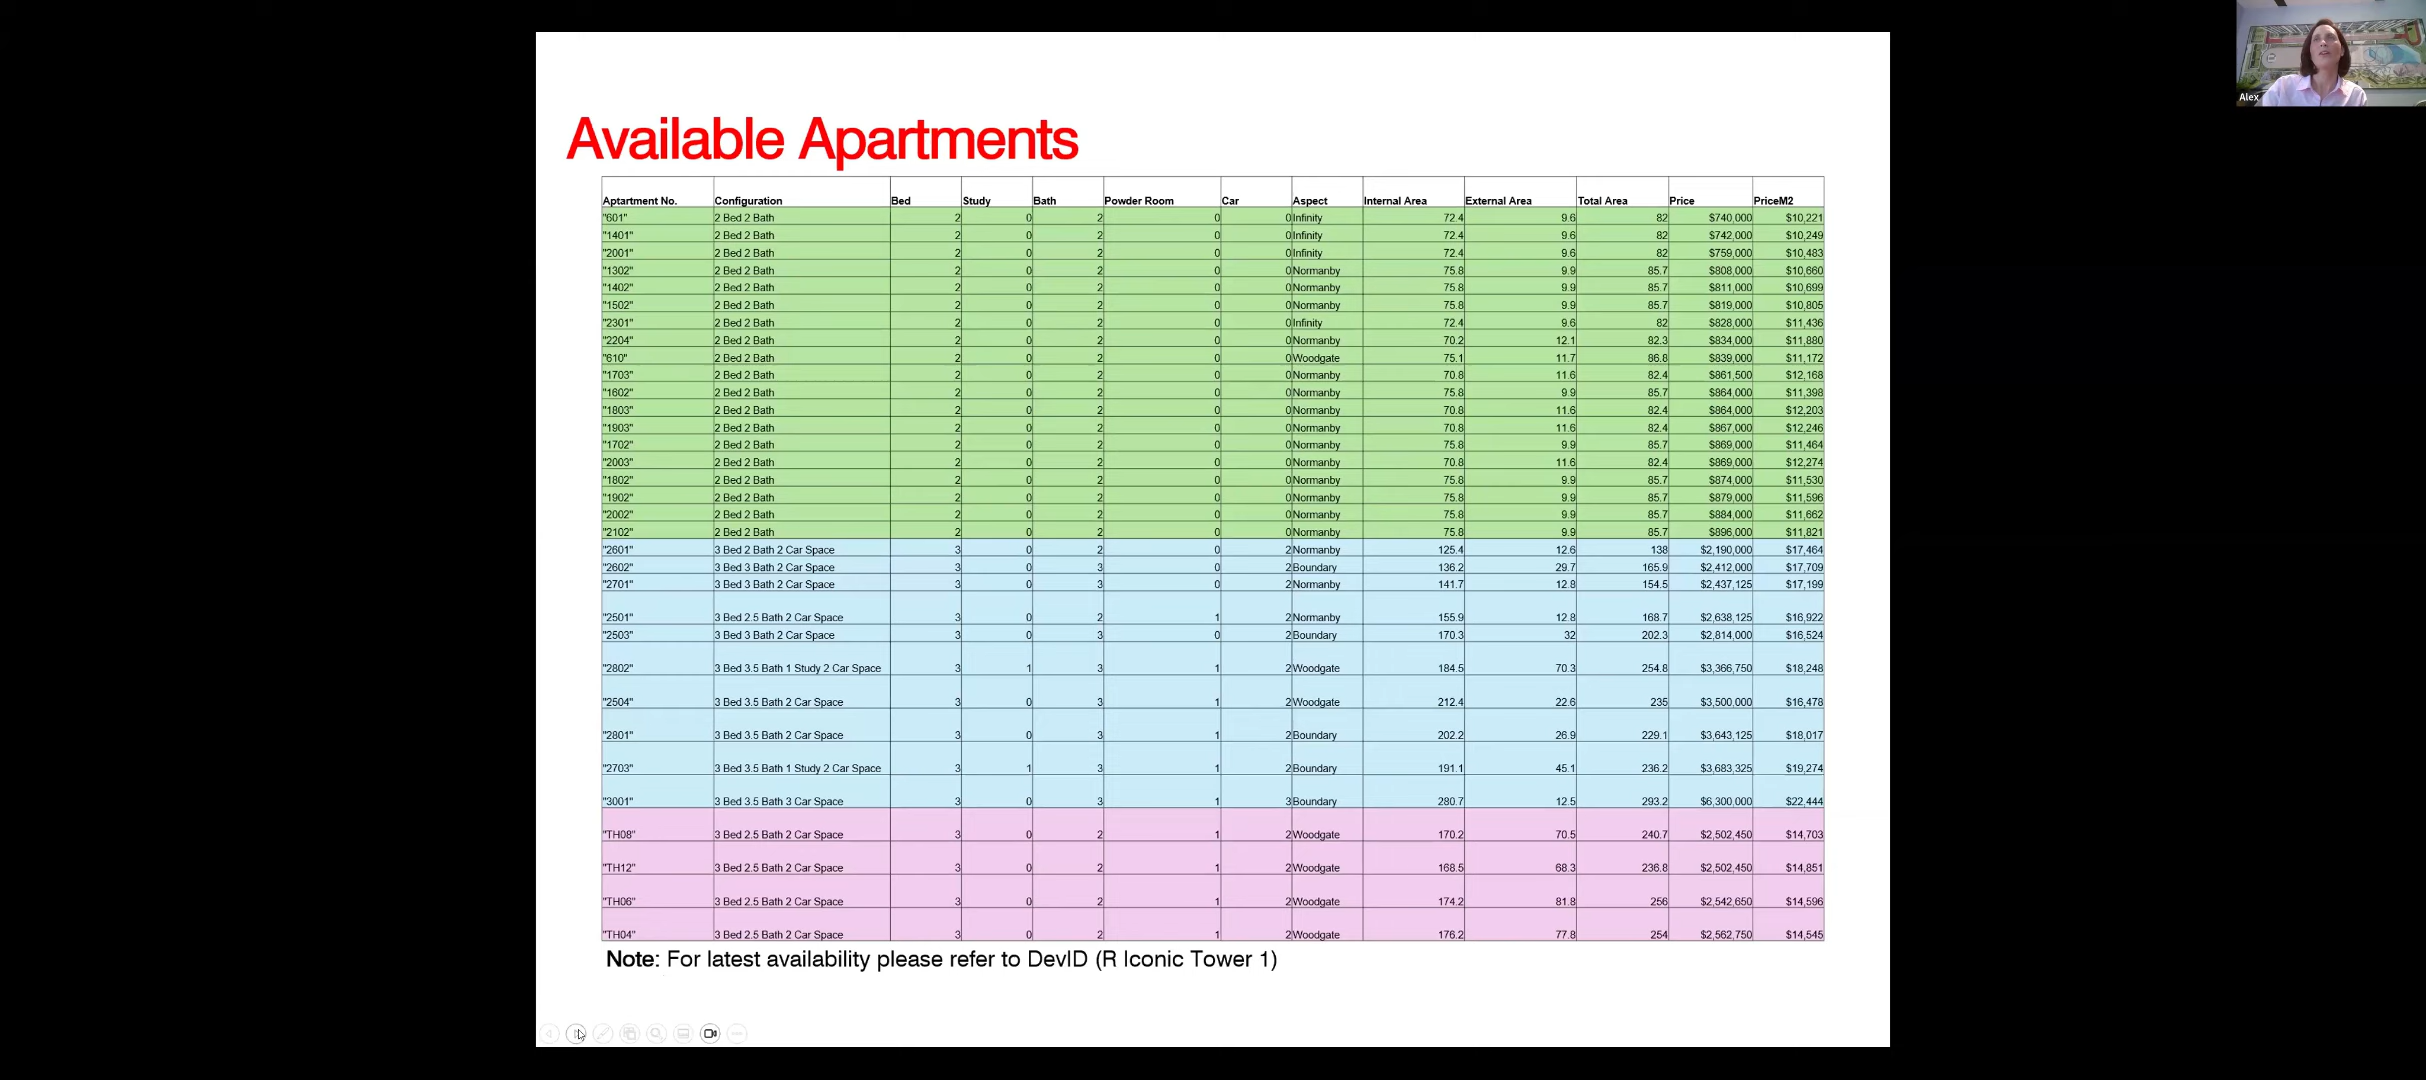 Alex
Available Apartments
Aptartment No. Configuration Bed Study Bath Powder Room Car Aspect Internal Area External Area Total Area Price PriceM2
"601" 2 Bed 2 Bath 2 0 2 0 0 Infinity 72.4 9.6 82 $740,000 $10,221
"1401" 2 Bed 2 Bath 2 0 2 0 0 Infinity 72.4 9.6 82 $742,000 $10,249
"2001" 2 Bed 2 Bath 2 0 2 0 0 Infinity 72.4 9.6 82 $759,000 $10,483
"1302" 2 Bed 2 Bath 2 0 2 0 0 Normanby 75.8 9.9 85.7 $808,000 $10,660
"1402" 2 Bed 2 Bath 2 0 2 0 0 Normanby 75.8 9.9 85.7 $811,000 $10,699
"1502" 2 Bed 2 Bath 2 0 2 0 0 Normanby 75.8 9.9 85.7 $819,000 $10,805
"2301" 2 Bed 2 Bath 2 0 2 0 0 Infinity 72.4 9.6 82 $828,000 $11,436
"2204" 2 Bed 2 Bath 2 0 2 0 0 Normanby 70.2 12.1 82.3 $834,000 $11,880
"610" 2 Bed 2 Bath 2 0 2 0 0 Woodgate 75.1 11.7 86.8 $839,000 $11,172
"1703" 2 Bed 2 Bath 2 0 2 0 0 Normanby 70.8 11.6 82.4 $861,500 $12,168
"1602" 2 Bed 2 Bath 2 0 2 0 0 Normanby 75.8 9.9 85.7 $864,000 $11,398
"1803" 2 Bed 2 Bath 2 0 2 0 0 Normanby 70.8 11.6 82.4 $864,000 $12,203
"1903" 2 Bed 2 Bath 2 0 2 0 0 Normanby 70.8 11.6 82.4 $867,000 $12,246
"1702" 2 Bed 2 Bath 2 0 2 0 0 Normanby 75.8 9.9 85.7 $869,000 $11,464
"2003" 2 Bed 2 Bath 2 0 2 0 0 Normanby 70.8 11.6 82.4 $869,000 $12,274
"1802" 2 Bed 2 Bath 2 0 2 0 0 Normanby 75.8 9.9 85.7 $874,000 $11,530
"1902" 2 Bed 2 Bath 2 0 2 0 0 Normanby 75.8 9.9 85.7 $879,000 $11,596
"2002" 2 Bed 2 Bath 2 0 2 0 0 Normanby 75.8 9.9 85.7 $884,000 $11,662
"2102" 2 Bed 2 Bath 2 0 2 0 0 Normanby 75.8 9.9 85.7 $896,000 $11,821
"2601" 3 Bed 2 Bath 2 Car Space 3 0 2 0 2 Normanby 125.4 12.6 138 $2,190,000 $17,464
"2602" 3 Bed 3 Bath 2 Car Space 3 0 3 0 2 Boundary 136.2 29.7 165.9 $2,412,000 $17,709
"2701" 3 Bed 3 Bath 2 Car Space 3 0 3 0 2 Normanby 141.7 12.8 154.5 $2,437,125 $17,199
"2501" 3 Bed 2.5 Bath 2 Car Space 3 0 2 1 2 Normanby 155.9 12.8 168.7 $2,638,125 $16,922
"2503" 3 Bed 3 Bath 2 Car Space 3 0 3 0 2 Boundary 170.3 32 202.3 $2,814,000 $16,524
"2802" 3 Bed 3.5 Bath 1 Study 2 Car Space 3 1 3 1 2 Woodgate 184.5 70.3 254.8 $3,366,750 $18,248
"2504" 3 Bed 3.5 Bath 2 Car Space 3 0 3 1 2 Woodgate 212.4 22.6 235 $3,500,000 $16,478
"2801" 3 Bed 3.5 Bath 2 Car Space 3 0 3 1 2 Boundary 202.2 26.9 229.1 $3,643,125 $18,017
"2703" 3 Bed 3.5 Bath 1 Study 2 Car Space 3 1 3 1 2 Boundary 191.1 45.1 236.2 $3,683,325 $19,274
"3001" 3 Bed 3.5 Bath 3 Car Space 3 0 3 1 3 Boundary 280.7 12.5 293.2 $6,300,000 $22,444
"TH08" 3 Bed 2.5 Bath 2 Car Space 3 0 2 1 2 Woodgate 170.2 70.5 240.7 $2,502,450 $14,703
"TH12" 3 Bed 2.5 Bath 2 Car Space 3 0 2 1 2 Woodgate 168.5 68.3 236.8 $2,502,450 $14,851
"TH06" 3 Bed 2.5 Bath 2 Car Space 3 0 2 1 2 Woodgate 174.2 81.8 256 $2,542,650 $14,596
"TH04" 3 Bed 2.5 Bath 2 Car Space 3 0 2 1 2 Woodgate 176.2 77.8 254 $2,562,750 $14,545
Note: For latest availability please refer to DevID (R Iconic Tower 1)